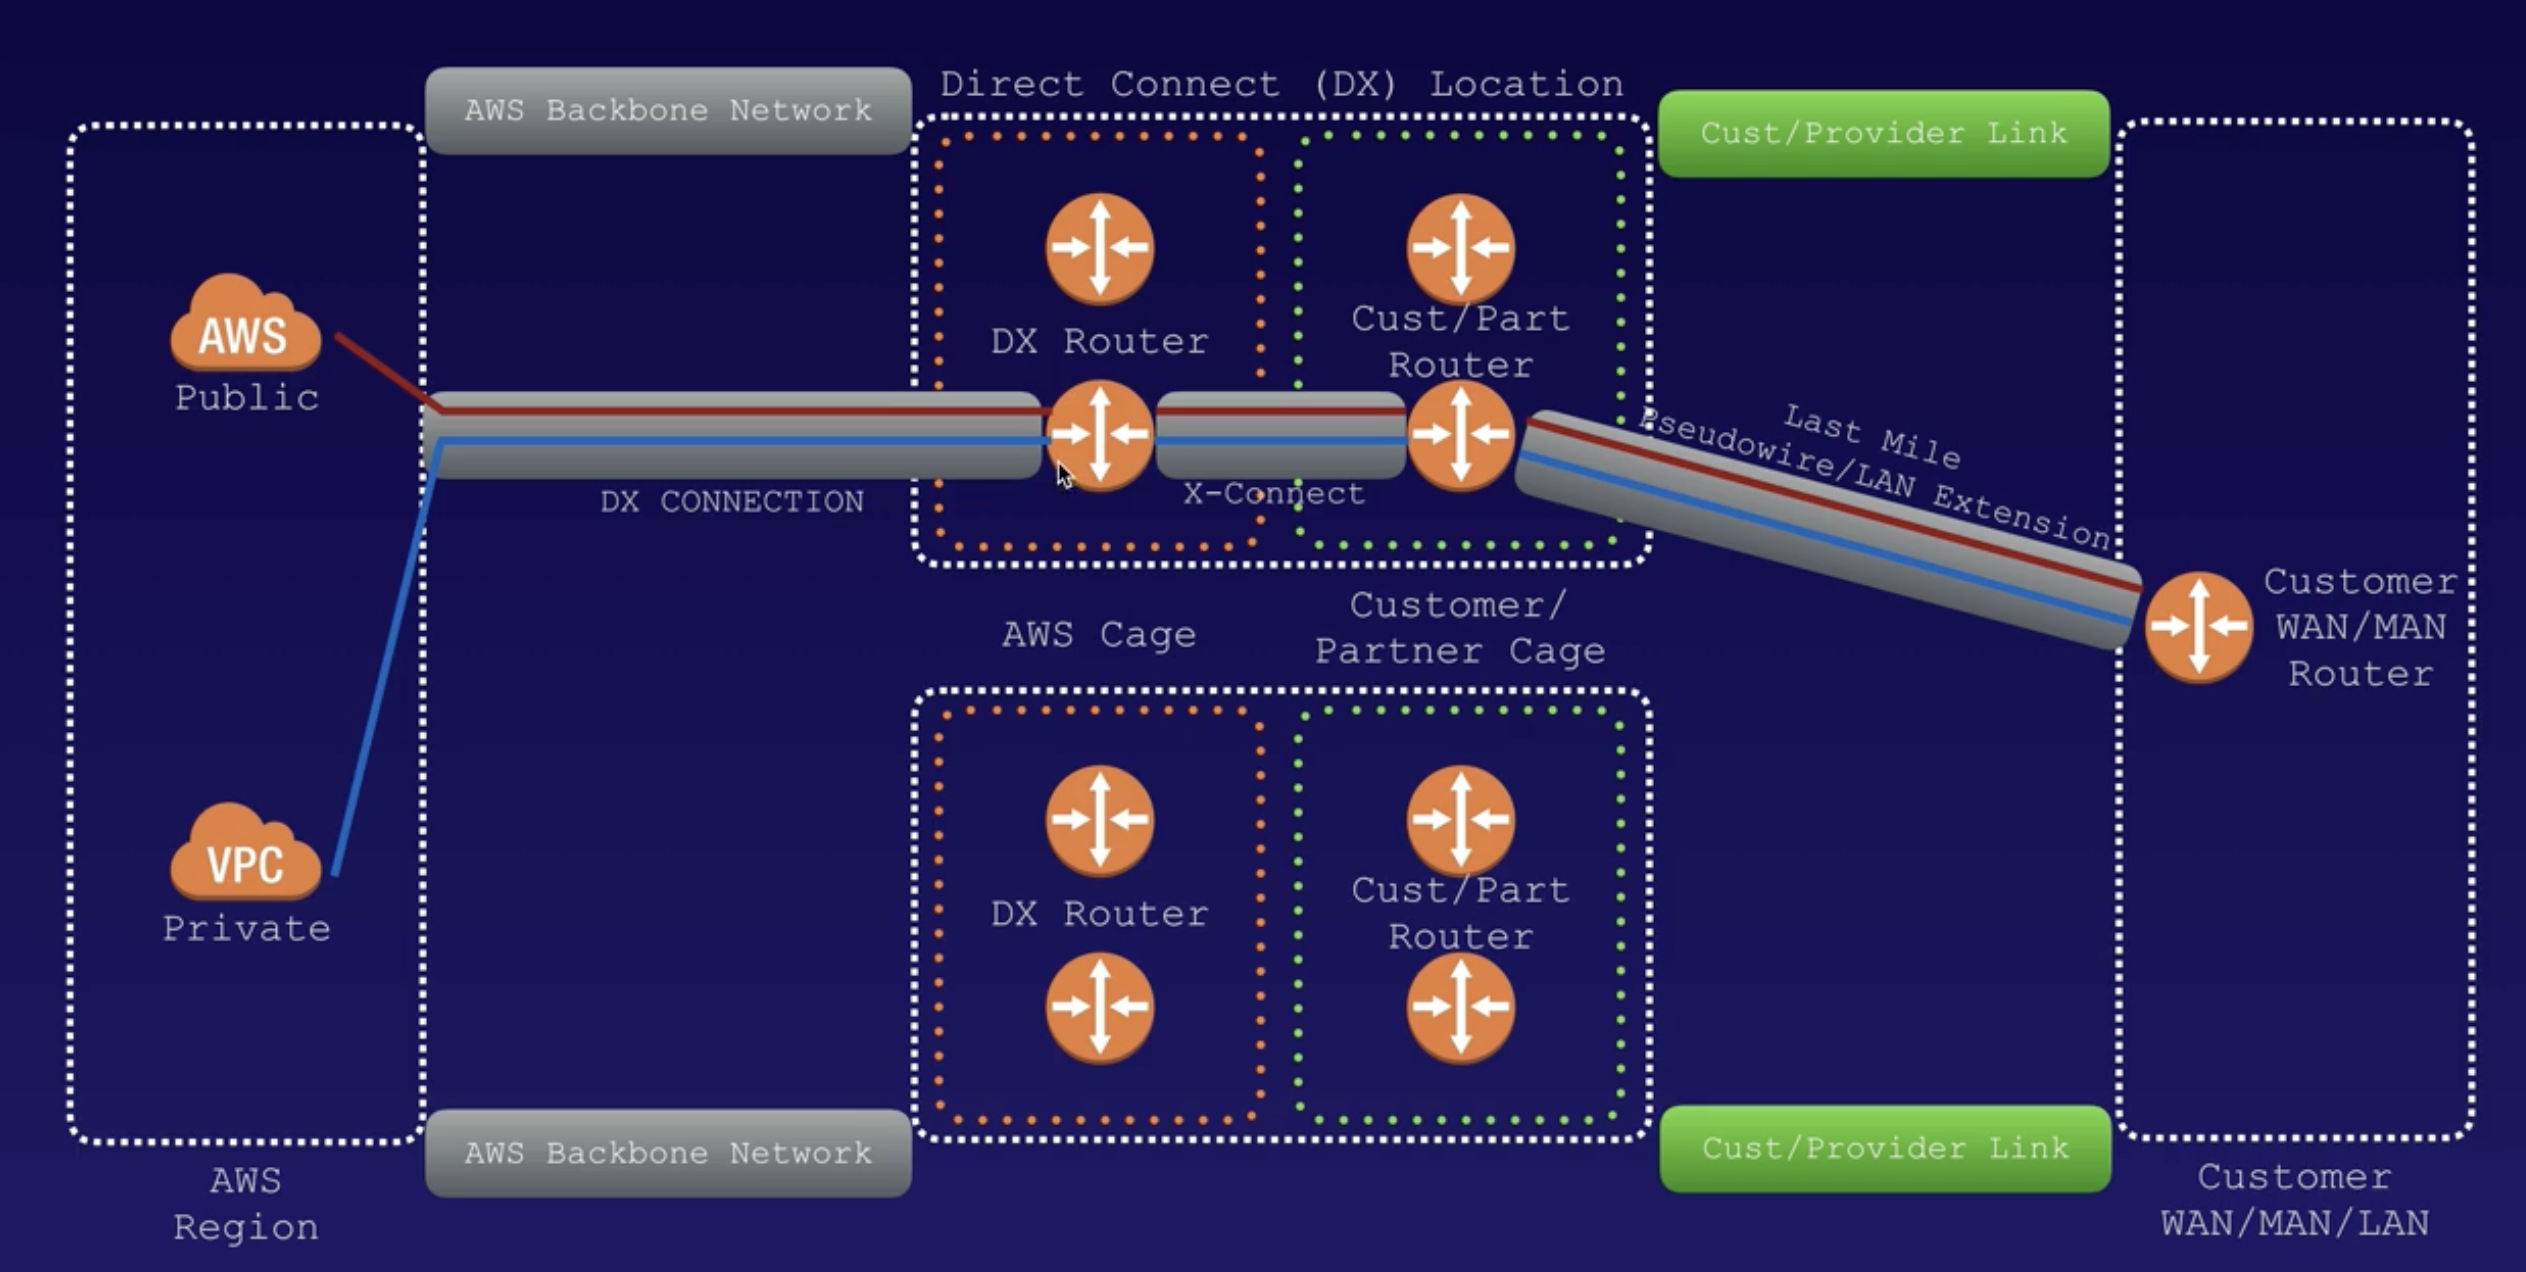 Direct Connect (DX) Location
AWS Backbone Network
Cust/Provider Link
AWS
Public
DX Router
Cust/Part
Router
DX CONNECTION
X-Connect
Last Mile
Pseudowire/LAN Extension
Customer
WAN/MAN
Router
AWS Cage
Customer/
Partner Cage
VPC
Private
DX Router
Cust/Part
Router
AWS Backbone Network
Cust/Provider Link
AWS
Region
Customer
WAN/MAN/LAN